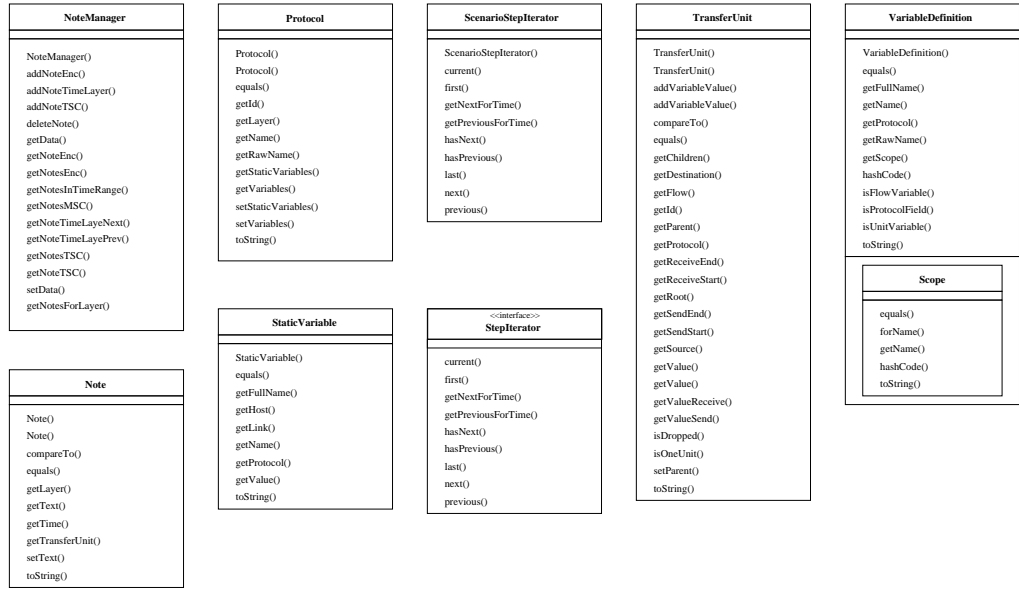 NoteManager
NoteManager()
addNoteEnc()
addNoteTimeLayer()
addNoteTSC()
deleteNote()
getData()
getNoteEnc()
getNotesEnc()
getNotesInTimeRange()
getNotesMSC()
getNoteTimeLayeNext()
getNoteTimeLayePrev()
getNotesTSC()
getNoteTSC()
setData()
getNotesForLayer()
Note
Note()
Note()
compareTo()
equals()
getLayer()
getText()
getTime()
getTransferUnit()
setText()
toString()
Protocol
Protocol()
Protocol()
equals()
getId()
getLayer()
getName()
getRawName()
getStaticVariables()
getVariables()
setStaticVariables()
setVariables()
toString()
StaticVariable
StaticVariable()
equals()
getFullName()
getHost()
getLink()
getName()
getProtocol()
getValue()
toString()
ScenarioStepIterator
ScenarioStepIterator()
current()
first()
getNextForTime()
getPreviousForTime()
hasNext()
hasPrevious()
last()
next()
previous()
<<interface>>
StepIterator
current()
first()
getNextForTime()
getPreviousForTime()
hasNext()
hasPrevious()
last()
next()
previous()
TransferUnit
TransferUnit()
TransferUnit()
addVariableValue()
addVariableValue()
compareTo()
equals()
getChildren()
getDestination()
getFlow()
getId()
getParent()
getProtocol()
getReceiveEnd()
getReceiveStart()
getRoot()
getSendEnd()
getSendStart()
getSource()
getValue()
getValue()
getValueReceive()
getValueSend()
isDropped()
isOneUnit()
setParent()
toString()
VariableDefinition
VariableDefinition()
equals()
getFullName()
getName()
getProtocol()
getRawName()
getScope()
hashCode()
isFlowVariable()
isProtocolField()
isUnitVariable()
toString()
Scope
equals()
forName()
getName()
hashCode()
toString()